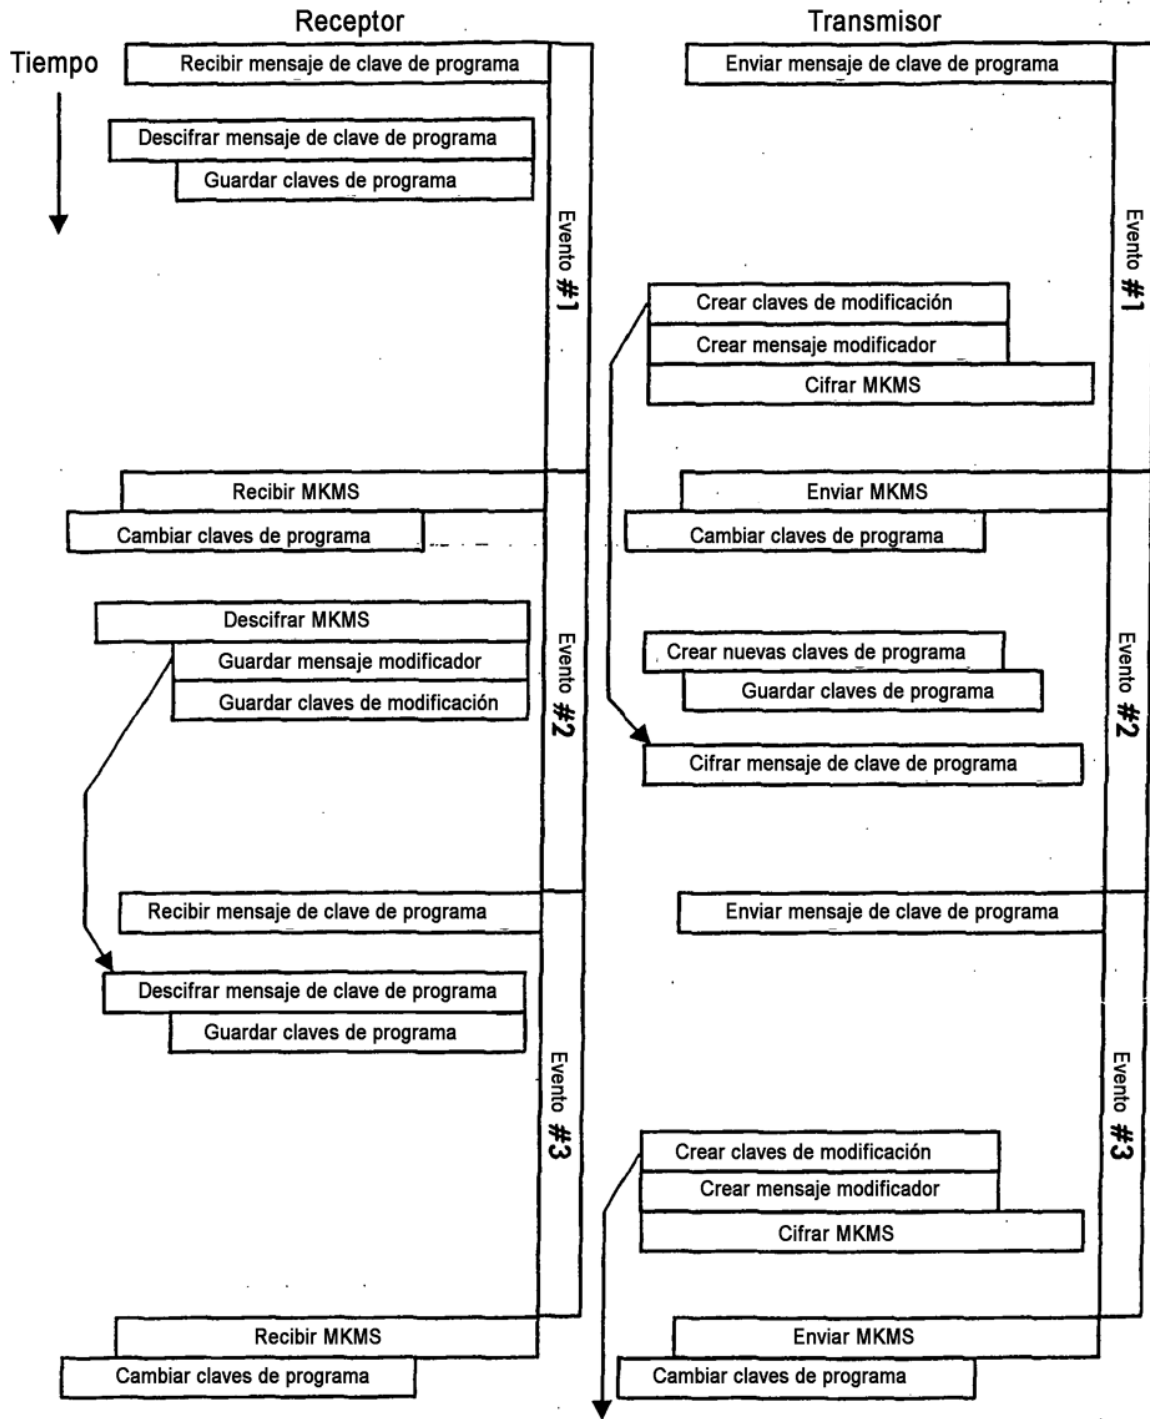 Receptor
Transmisor
Tiempo
Recibir mensaje de clave de programa
Enviar mensaje de clave de programa
Descifrar mensaje de clave de programa
Guardar claves de programa
Evento #1
Evento #1
Crear claves de modificación
Crear mensaje modificador
Cifrar MKMS
Recibir MKMS
Enviar MKMS
Cambiar claves de programa
Cambiar claves de programa
Descifrar MKMS
Guardar mensaje modificador
Guardar claves de modificación
Evento #2
Crear nuevas claves de programa
Guardar claves de programa
Evento #2
Cifrar mensaje de clave de programa
Recibir mensaje de clave de programa
Enviar mensaje de clave de programa
Descifrar mensaje de clave de programa
Guardar claves de programa
Evento #3
Evento #3
Crear claves de modificación
Crear mensaje modificador
Cifrar MKMS
Recibir MKMS
Enviar MKMS
Cambiar claves de programa
Cambiar claves de programa